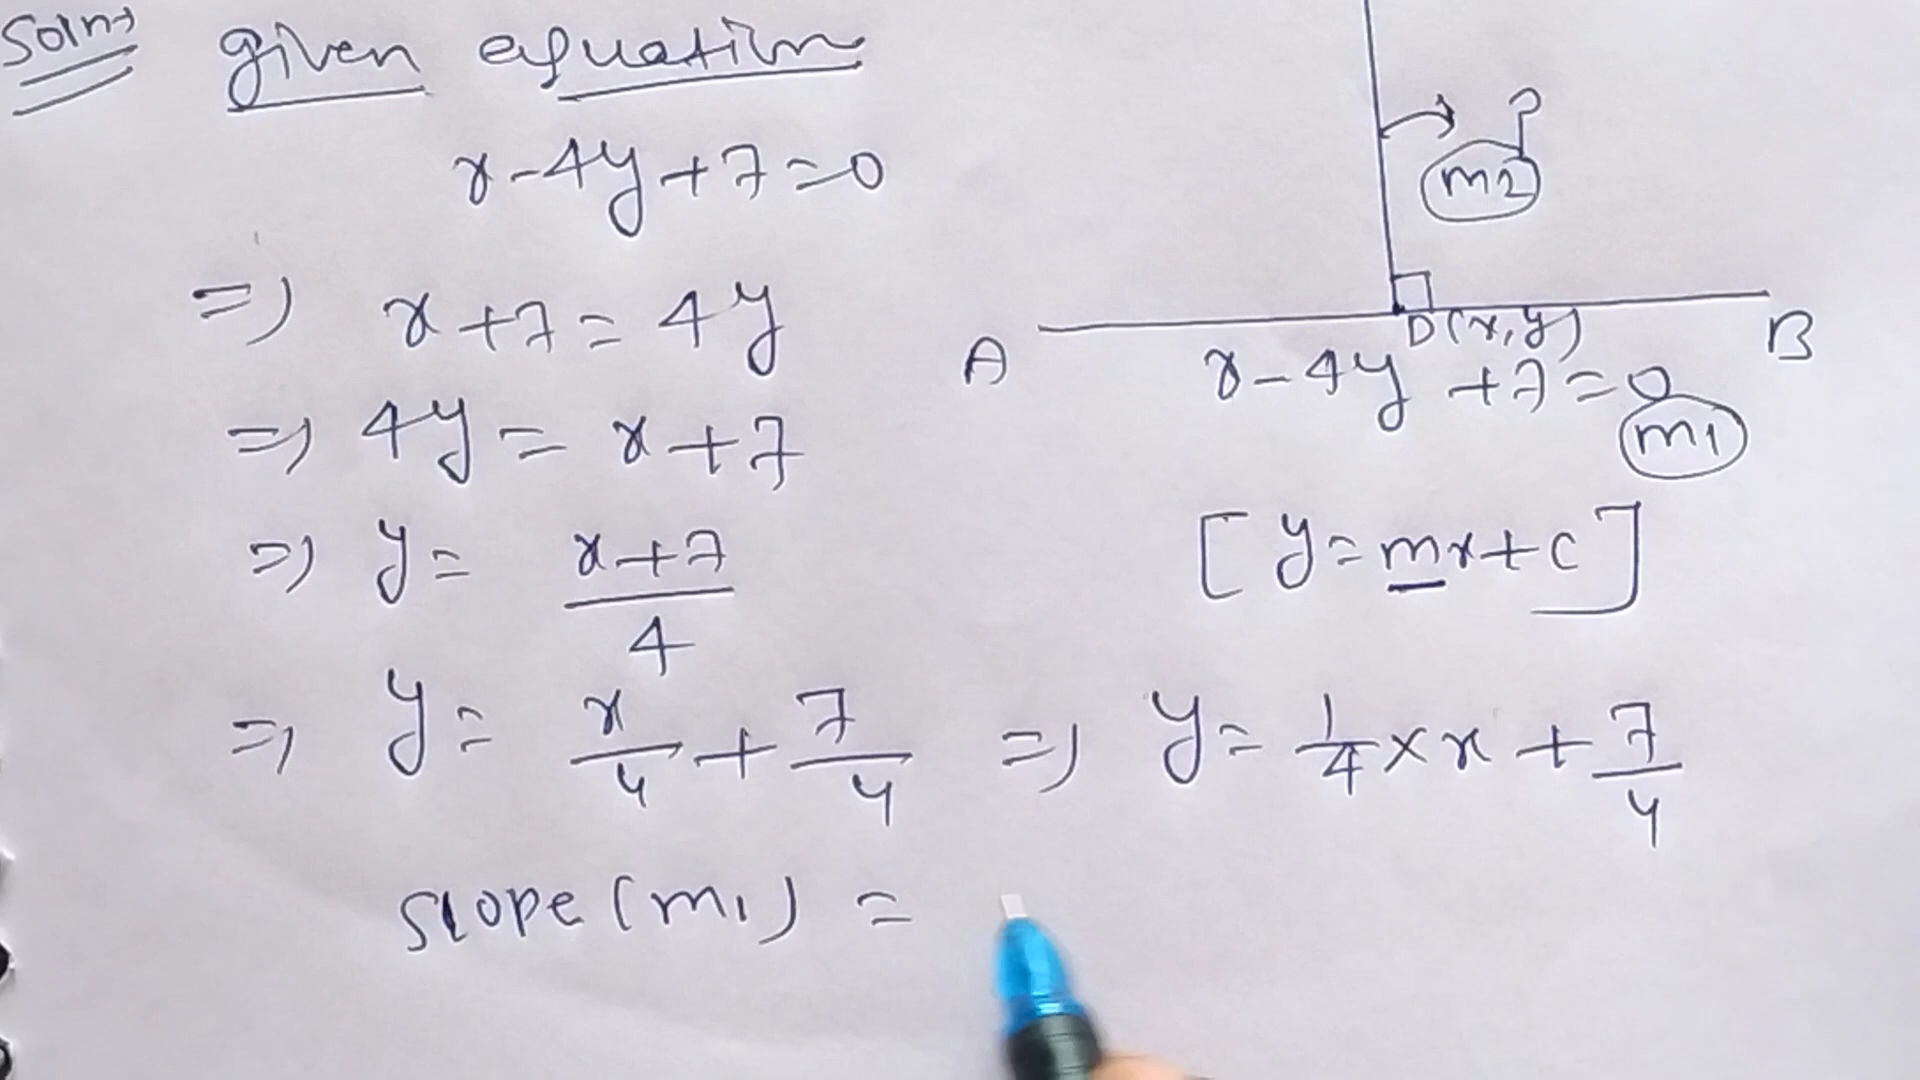 Soln→ given equation
x-4y+7=0
=) x+7=4y
=) 4y = x+7
=) y = x+7/4
=) y = x/4 + 7/4 =) y = 1/4 × x + 7/4
slope (m1) =
?
m2
D(x,y)
A B
x-4y+7=0
m1
[y=mx+c]